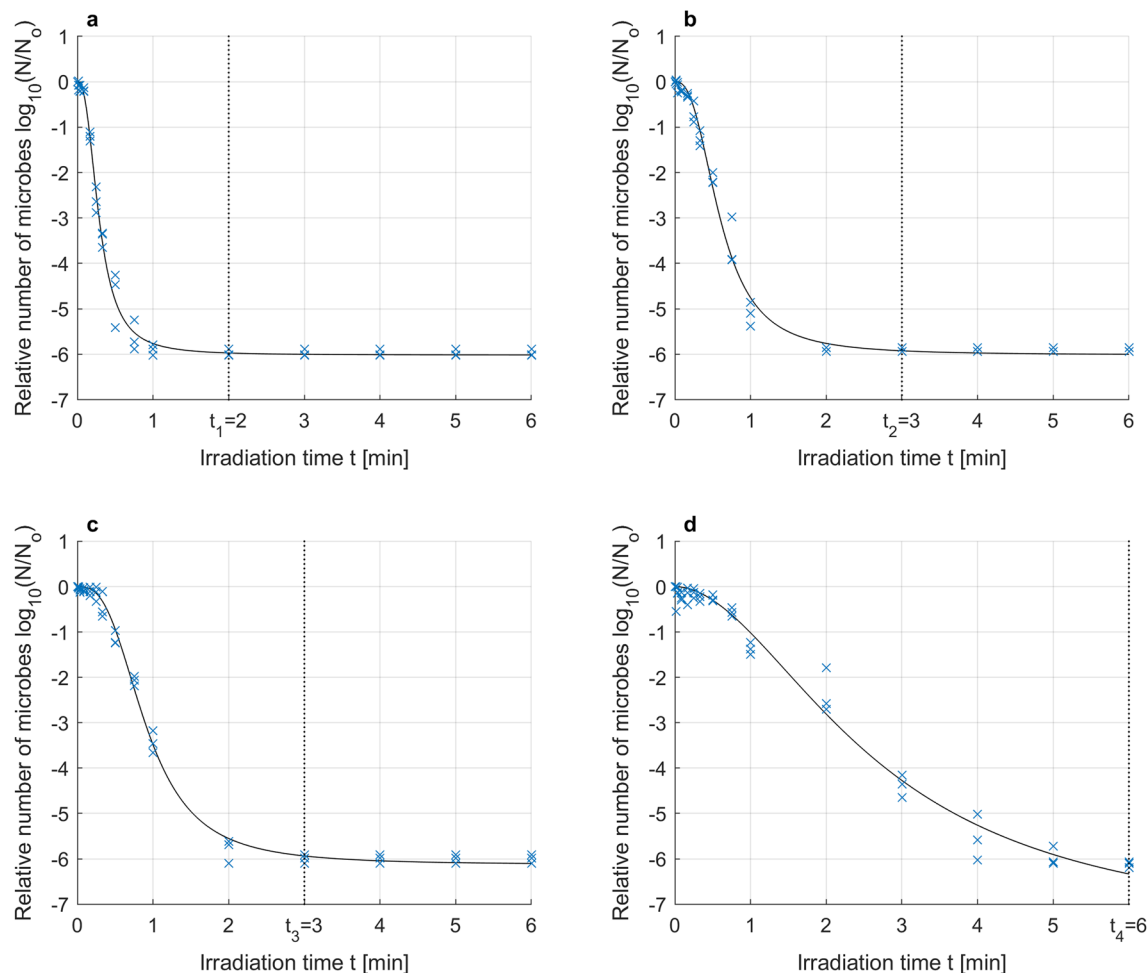 a
Relative number of microbes log10(N/No)
1
0
-1
-2
-3
-4
-5
-6
-7
0 1 t1=2 3 4 5 6
Irradiation time t [min]
b
Relative number of microbes log10(N/No)
1
0
-1
-2
-3
-4
-5
-6
-7
0 1 2 t2=3 4 5 6
Irradiation time t [min]
c
Relative number of microbes log10(N/No)
1
0
-1
-2
-3
-4
-5
-6
-7
0 1 2 t3=3 4 5 6
Irradiation time t [min]
d
Relative number of microbes log10(N/No)
1
0
-1
-2
-3
-4
-5
-6
-7
0 1 2 3 4 5 t4=6
Irradiation time t [min]